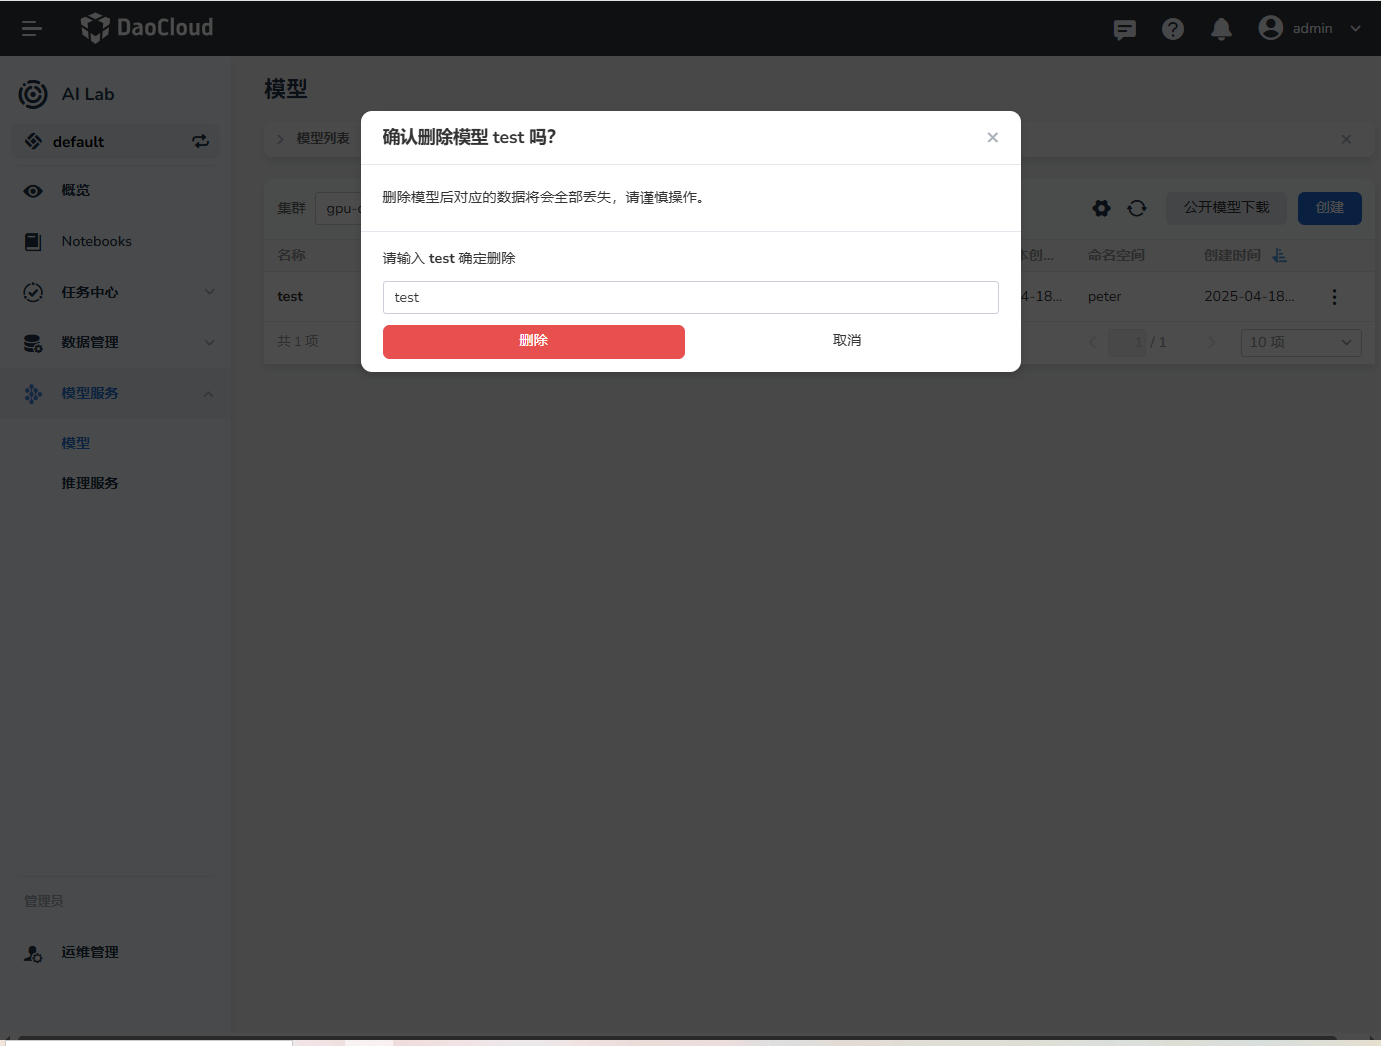 DaoCloud
admin
AI Lab
default
概览
Notebooks
任务中心
数据管理
模型服务
模型
推理服务
管理员
运维管理
模型
模型列表
集群
gpu-c
公开模型下载
创建
名称
本创...
命名空间
创建时间
test
4-18...
peter
2025-04-18...
共 1 项
1 / 1
10 项
确认删除模型 test 吗？
删除模型后对应的数据将会全部丢失，请谨慎操作。
请输入 test 确定删除
test
删除
取消